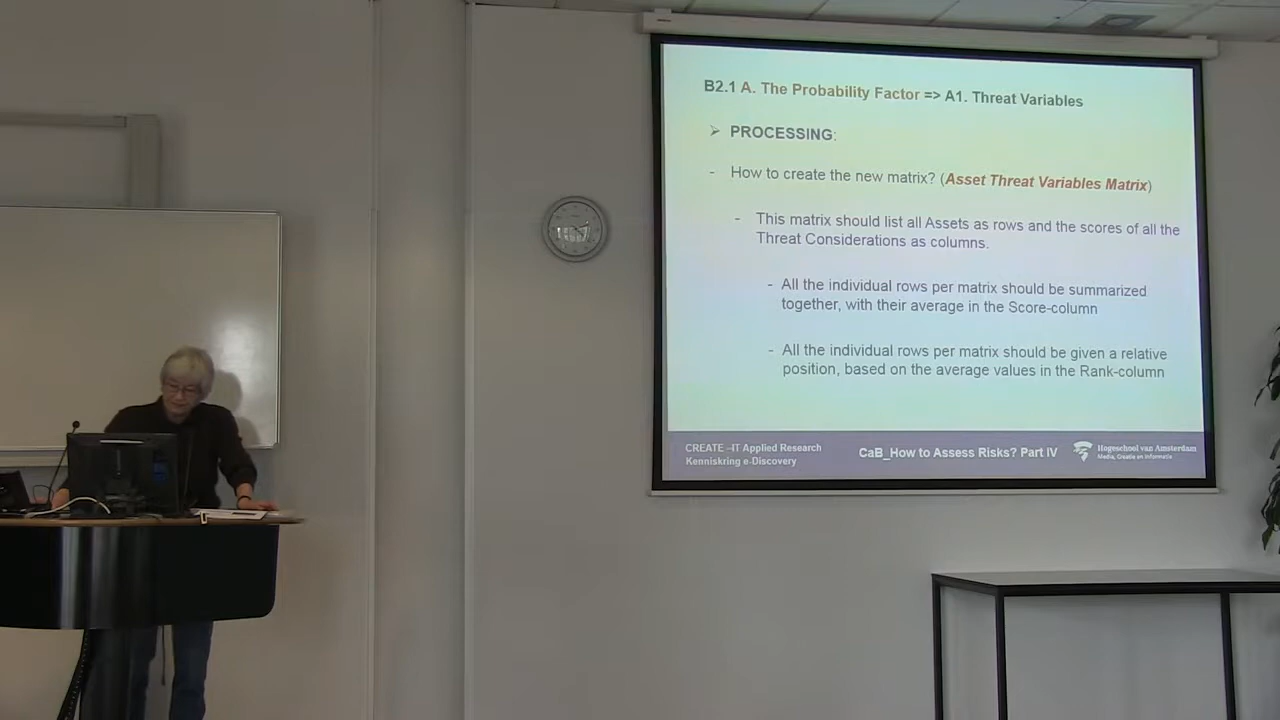 B2.1 A. The Probability Factor => A1. Threat Variables
➢ PROCESSING:
- How to create the new matrix? (Asset Threat Variables Matrix)
- This matrix should list all Assets as rows and the scores of all the
Threat Considerations as columns.
- All the individual rows per matrix should be summarized
together, with their average in the Score-column
- All the individual rows per matrix should be given a relative
position, based on the average values in the Rank-column
CREATE –IT Applied Research
Kenniskring e-Discovery
CaB_How to Assess Risks? Part IV
Hogeschool van Amsterdam
Media, Creatie en Informatie